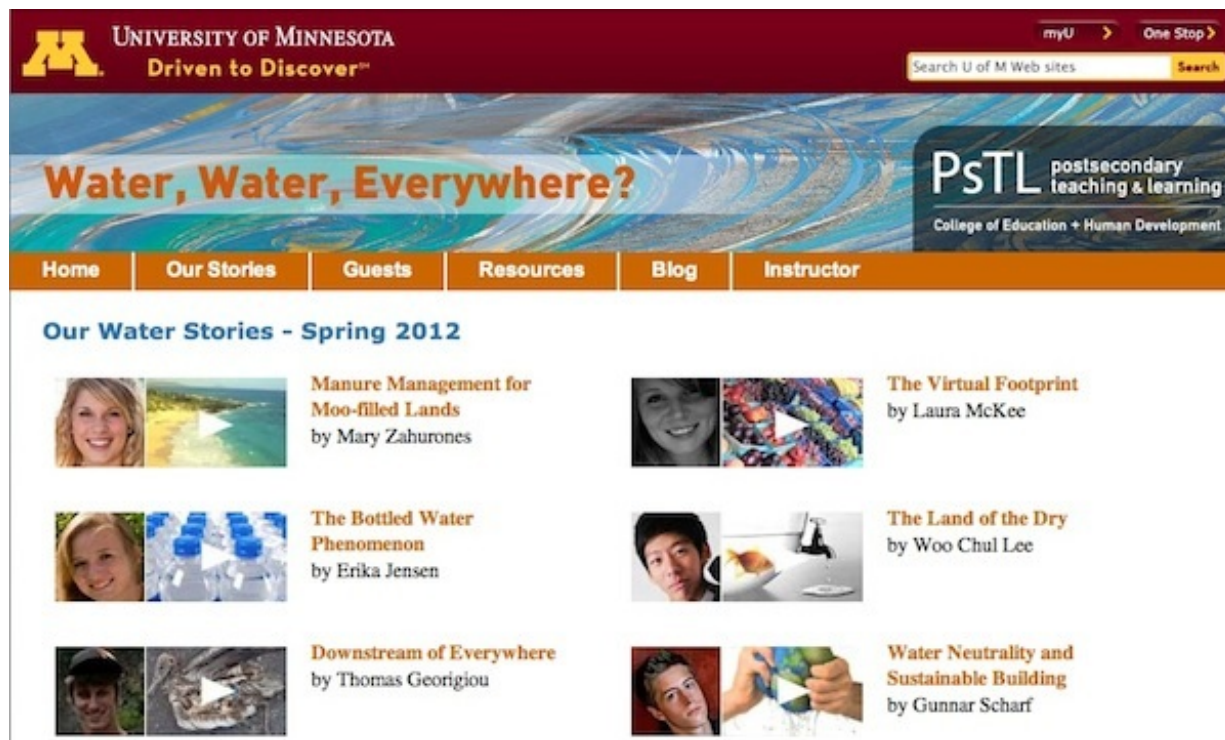 UNIVERSITY OF MINNESOTA
Driven to Discover℠
myU
One Stop
Search U of M Web sites
Search
Water, Water, Everywhere?
PsTL postsecondary teaching & learning
College of Education + Human Development
Home Our Stories Guests Resources Blog Instructor
Our Water Stories - Spring 2012
Manure Management for
Moo-filled Lands
by Mary Zahurones
The Virtual Footprint
by Laura McKee
The Bottled Water
Phenomenon
by Erika Jensen
The Land of the Dry
by Woo Chul Lee
Downstream of Everywhere
by Thomas Georigiou
Water Neutrality and
Sustainable Building
by Gunnar Scharf